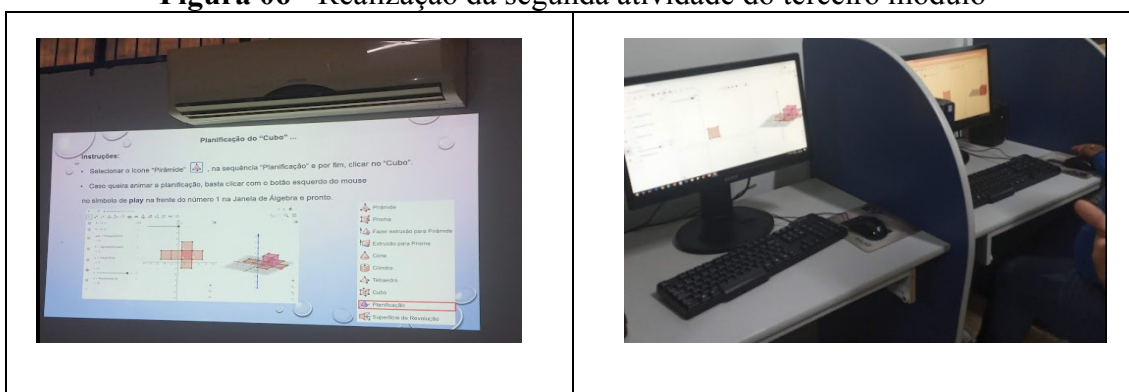 Figura 06 - Realização da segunda atividade do terceiro módulo
Planificação do "Cubo" ...
Instruções:
• Selecionar o ícone "Pirâmide" , na sequência "Planificação" e por fim, clicar no "Cubo".
• Caso queira animar a planificação, basta clicar com o botão esquerdo do mouse
no símbolo de play na frente do número 1 na Janela de Álgebra e pronto.
Pirâmide
Prisma
Fazer extrusão para Pirâmide
Extrusão para Prisma
Cone
Cilindro
Tetraedro
Cubo
Planificação
Superfície de Revolução